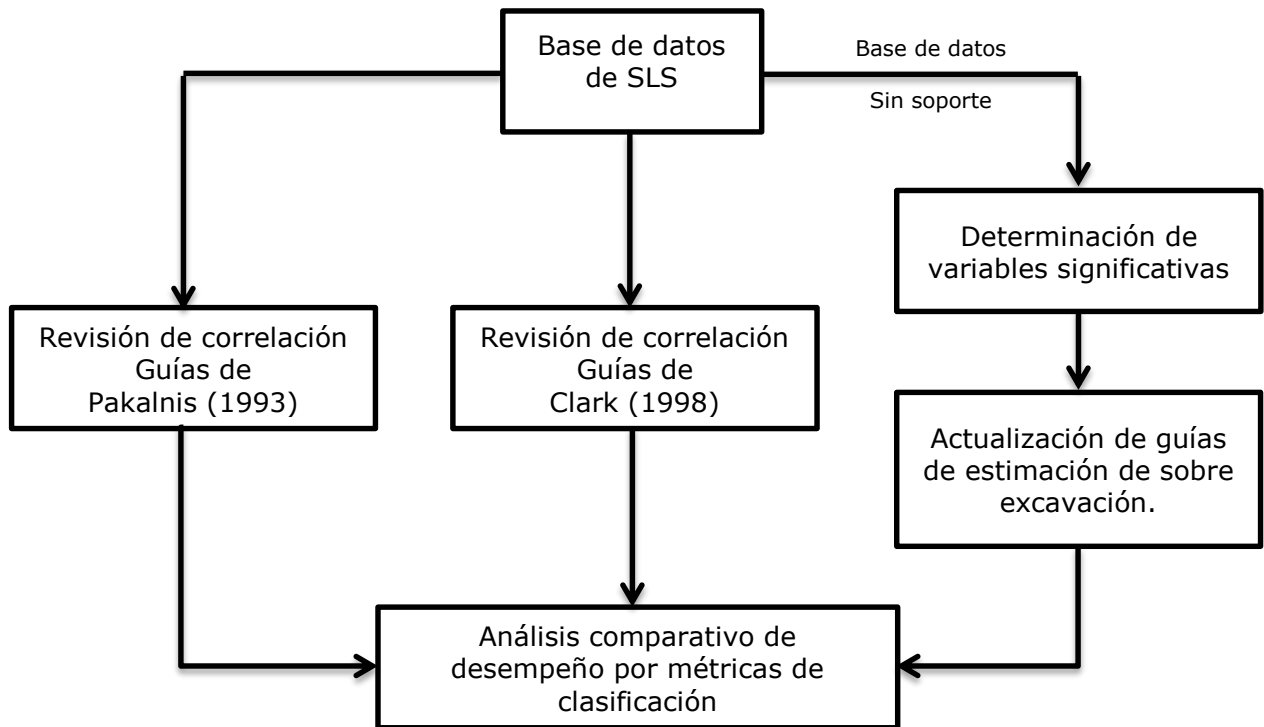 Base de datos
de SLS
Base de datos
Sin soporte
Determinación de
variables significativas
Revisión de correlación
Guías de
Pakalnis (1993)
Revisión de correlación
Guías de
Clark (1998)
Actualización de guías
de estimación de sobre
excavación.
Análisis comparativo de
desempeño por métricas de
clasificación